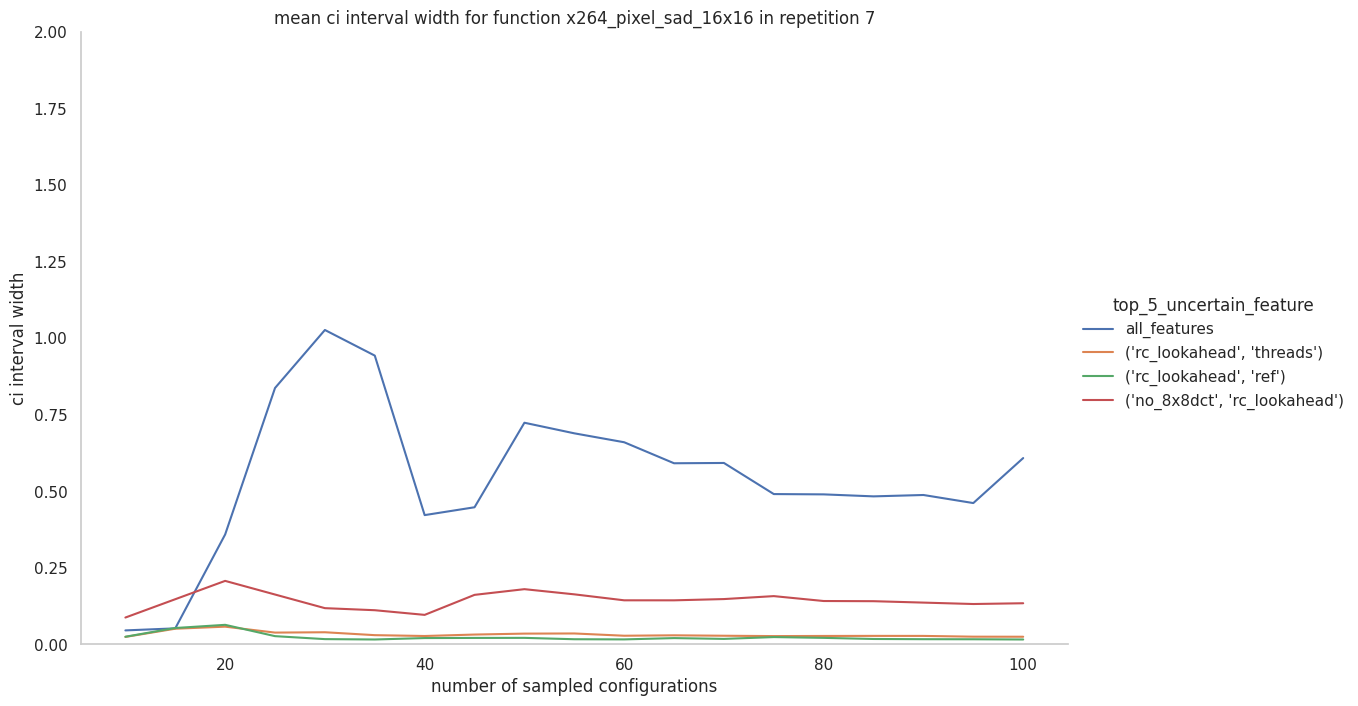 mean ci interval width for function x264_pixel_sad_16x16 in repetition 7
2.00
1.75
1.50
1.25
1.00
0.75
0.50
0.25
0.00
ci interval width
20
40
60
80
100
number of sampled configurations
top_5_uncertain_feature
all_features
('rc_lookahead', 'threads')
('rc_lookahead', 'ref')
('no_8x8dct', 'rc_lookahead')